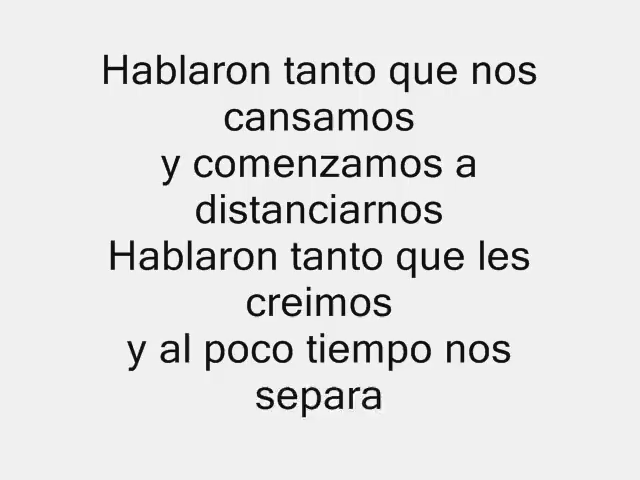 Hablaron tanto que nos
cansamos
y comenzamos a
distanciarnos
Hablaron tanto que les
creimos
y al poco tiempo nos
separa